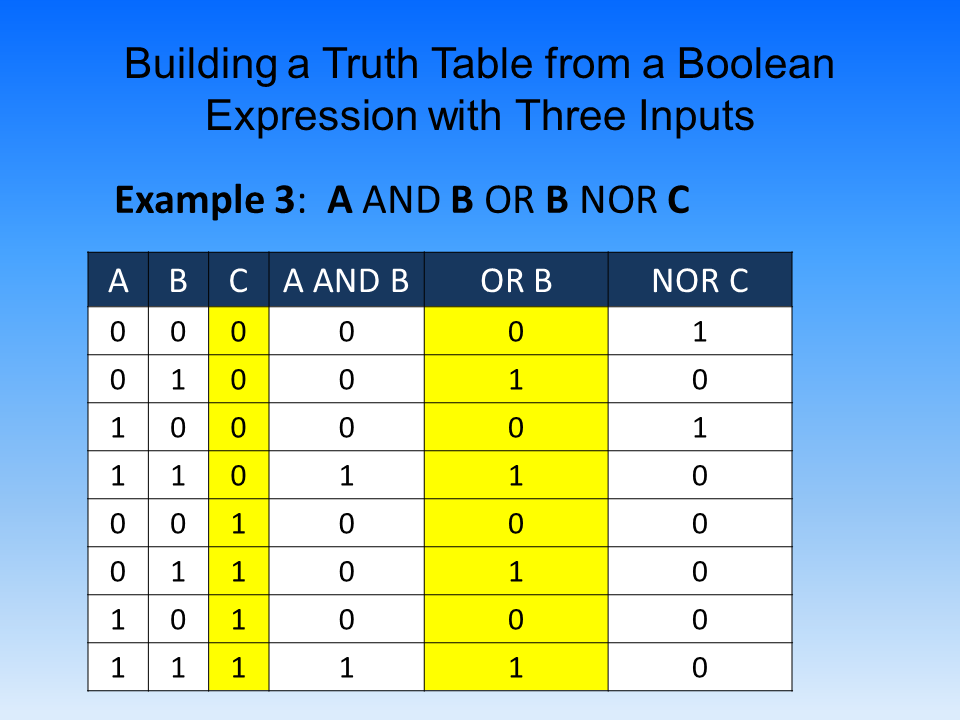 Building a Truth Table from a Boolean
Expression with Three Inputs
Example 3: A AND B OR B NOR C
A B C A AND B OR B NOR C
0 0 0 0 0 1
0 1 0 0 1 0
1 0 0 0 0 1
1 1 0 1 1 0
0 0 1 0 0 0
0 1 1 0 1 0
1 0 1 0 0 0
1 1 1 1 1 0